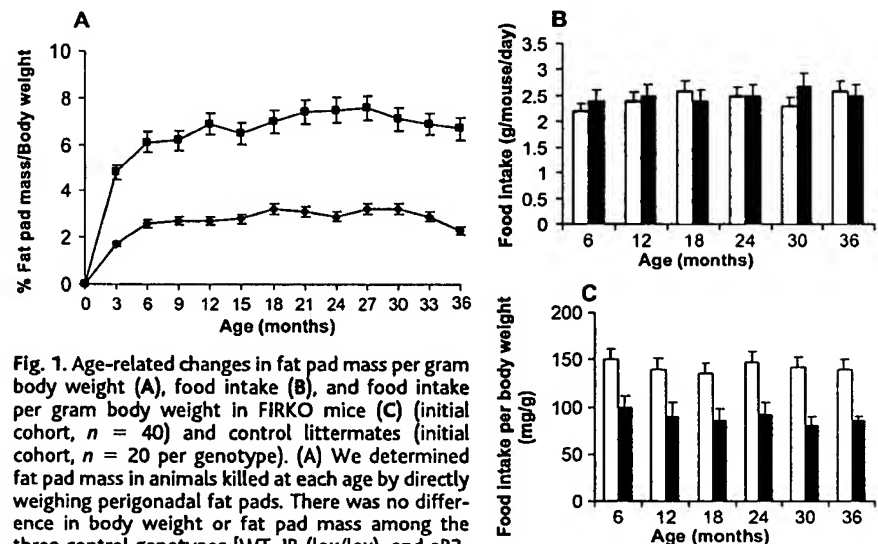 A
% Fat pad mass/Body weight
10
8
6
4
2
0
0 3 6 9 12 15 18 21 24 27 30 33 36
Age (months)
B
Food intake (g/mouse/day)
3.5
3
2.5
2
1.5
1
0.5
0
6 12 18 24 30 36
Age (months)
C
Food intake per body weight
(mg/g)
200
150
100
50
0
6 12 18 24 30 36
Age (months)
Fig. 1. Age-related changes in fat pad mass per gram
body weight (A), food intake (B), and food intake
per gram body weight in FIRKO mice (C) (initial
cohort, n = 40) and control littermates (initial
cohort, n = 20 per genotype). (A) We determined
fat pad mass in animals killed at each age by directly
weighing perigonadal fat pads. There was no differ-
ence in body weight or fat pad mass among the
three control genotypes